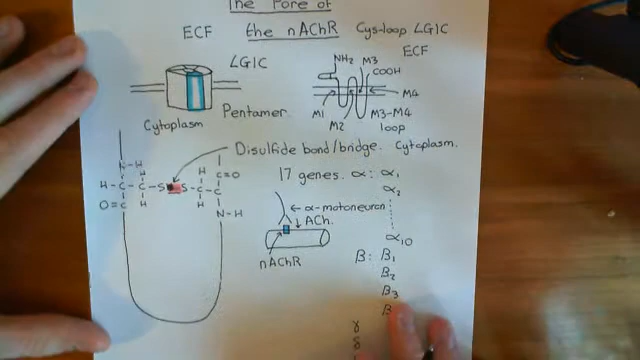 The Pore of
the nAChR Cys-loop LGIC
ECF
ECF
LGIC
NH₂ M3
COOH
M4
Pentamer
M1
M2
M3-M4
loop
Cytoplasm
Disulfide bond/bridge. Cytoplasm.
N-H
H-C-C-S S-C-C
H
H
H
H
C=O
O=C
N-H
17 genes. α: α₁
α₂
α-motoneuron
ACh.
nAChR
α₁₀
β: β₁
β₂
β₃
β
γ
δ